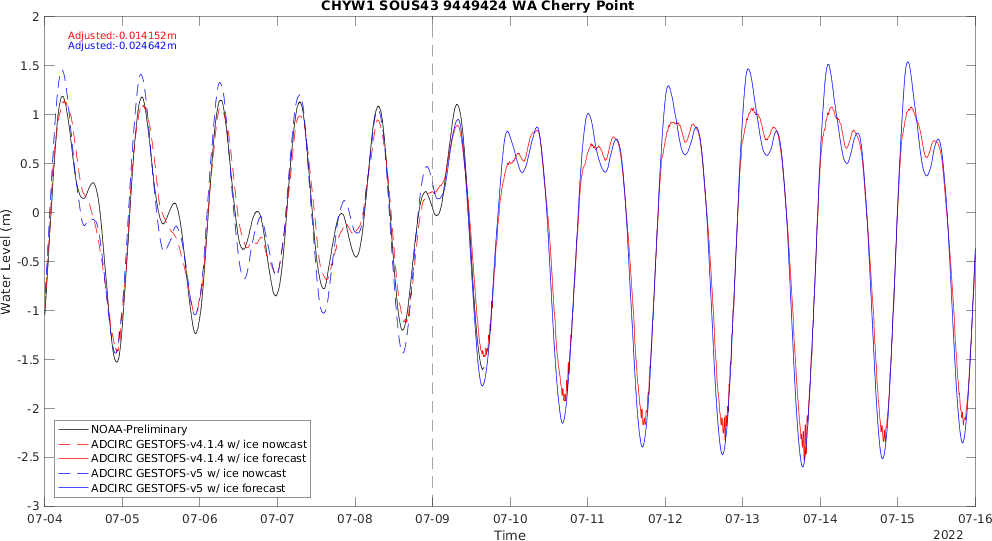 CHYW1 SOUS43 9449424 WA Cherry Point
Adjusted:-0.014152m
Adjusted:-0.024642m
2
1.5
1
0.5
0
-0.5
-1
-1.5
-2
-2.5
-3
Water Level (m)
NOAA-Preliminary
ADCIRC GESTOFS-v4.1.4 w/ ice nowcast
ADCIRC GESTOFS-v4.1.4 w/ ice forecast
ADCIRC GESTOFS-v5 w/ ice nowcast
ADCIRC GESTOFS-v5 w/ ice forecast
07-04 07-05 07-06 07-07 07-08 07-09 07-10 07-11 07-12 07-13 07-14 07-15 07-16
Time
2022